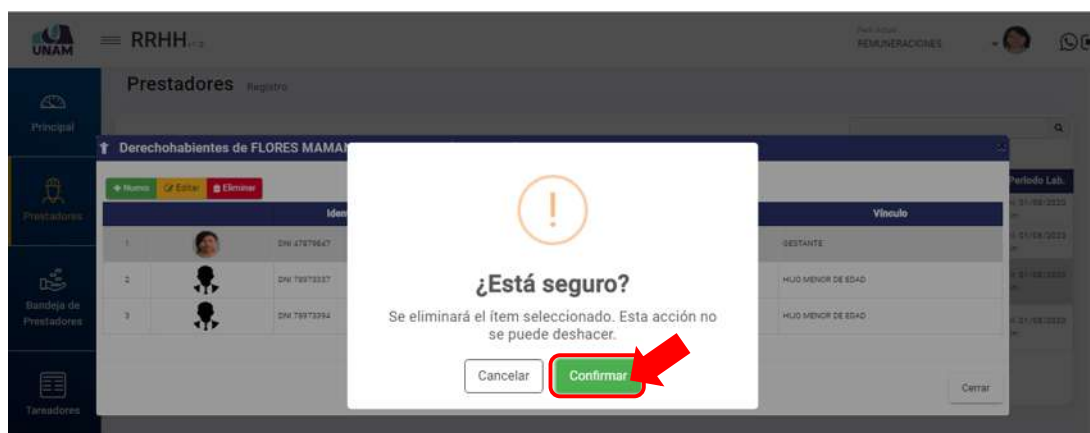 UNAM
RRHH
REMUNERACIONES
Prestadores Registro
Principal
Derechohabientes de FLORES MAMAN
Nuevo Editar Eliminar
Periodo Lab.
Vínculo
Prestadores
1 DNI 47879847 GESTANTE
2 DNI 78973337 HIJO MENOR DE EDAD
3 DNI 78973394 HIJO MENOR DE EDAD
Bandeja de
Prestadores
¿Está seguro?
Se eliminará el ítem seleccionado. Esta acción no
se puede deshacer.
Cancelar
Confirmar
Cerrar
Tareadores